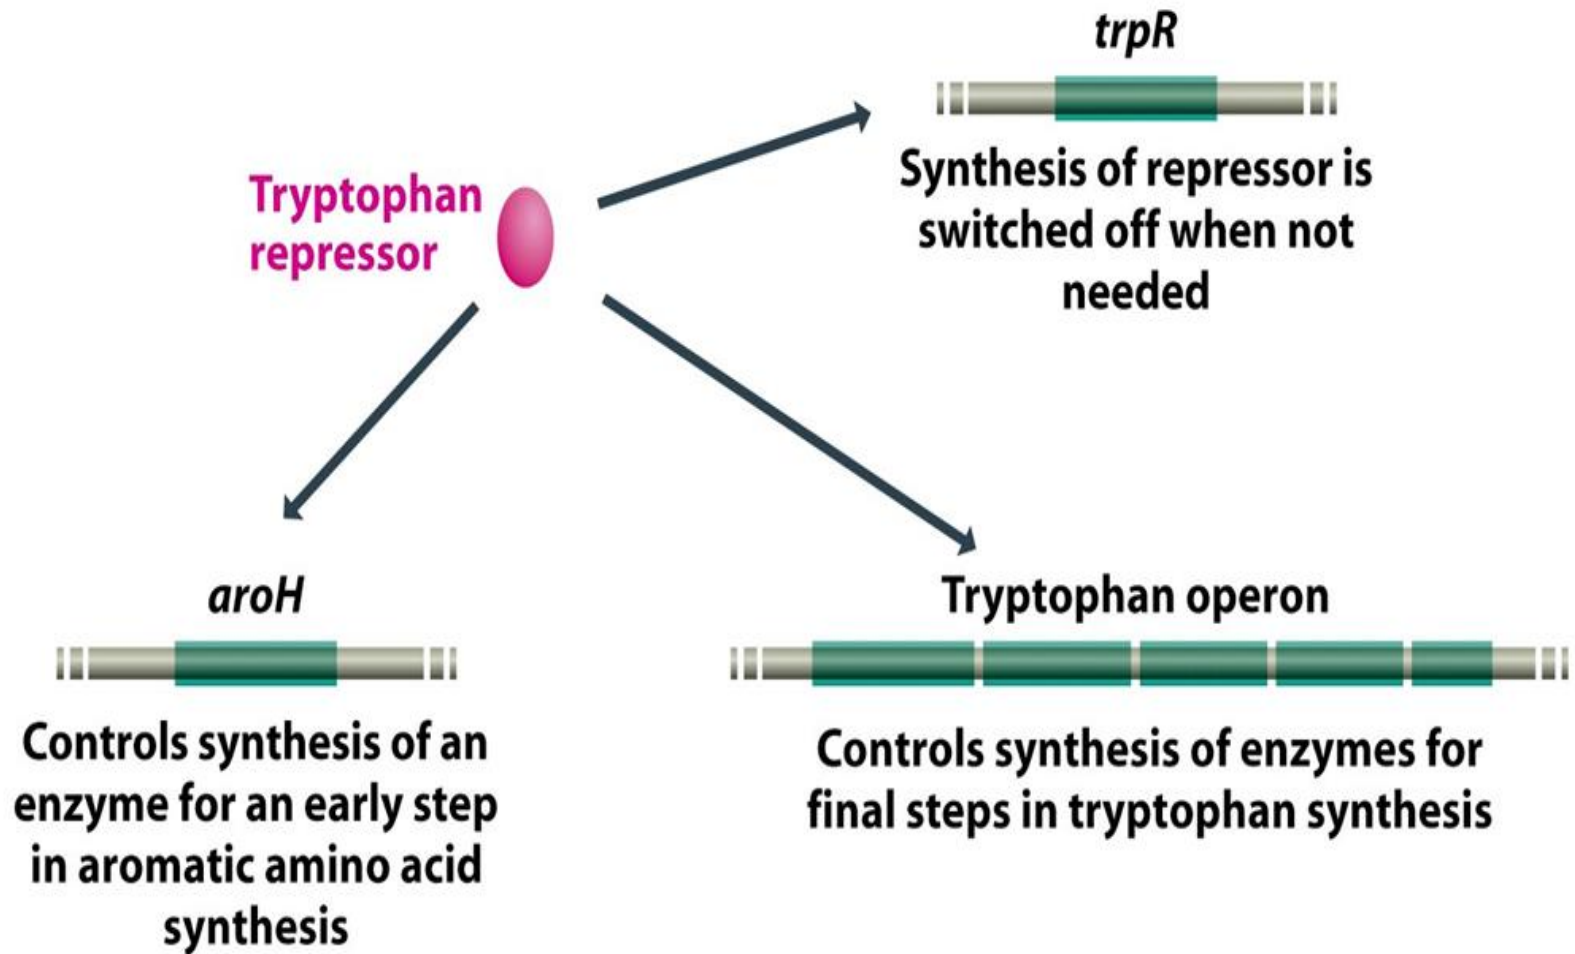 trpR
Synthesis of repressor is
switched off when not
needed
Tryptophan
repressor
aroH
Controls synthesis of an
enzyme for an early step
in aromatic amino acid
synthesis
Tryptophan operon
Controls synthesis of enzymes for
final steps in tryptophan synthesis